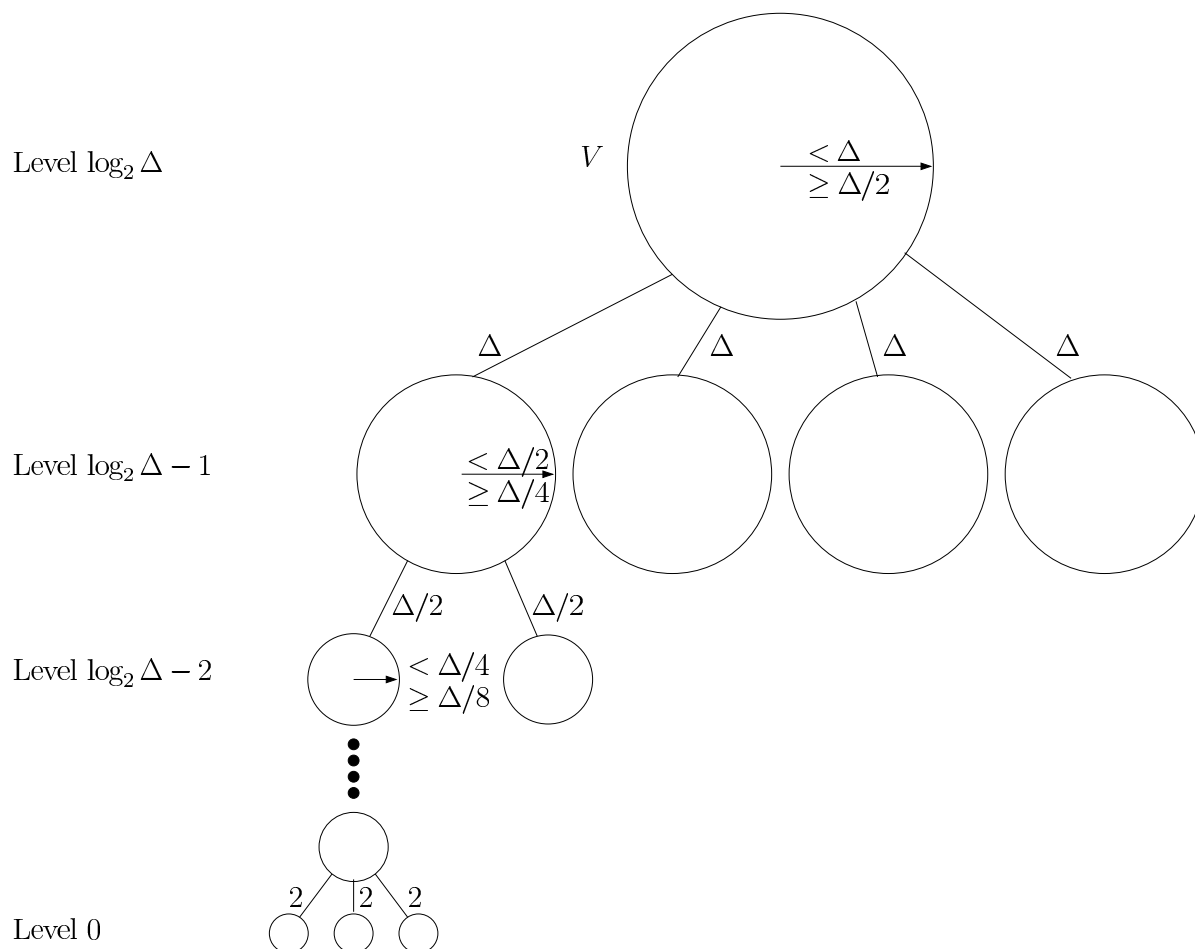 Level log₂ Δ
V
< Δ
≥ Δ/2
Δ Δ Δ Δ
Level log₂ Δ − 1
< Δ/2
≥ Δ/4
Δ/2 Δ/2
Level log₂ Δ − 2
< Δ/4
≥ Δ/8
2 2 2
Level 0